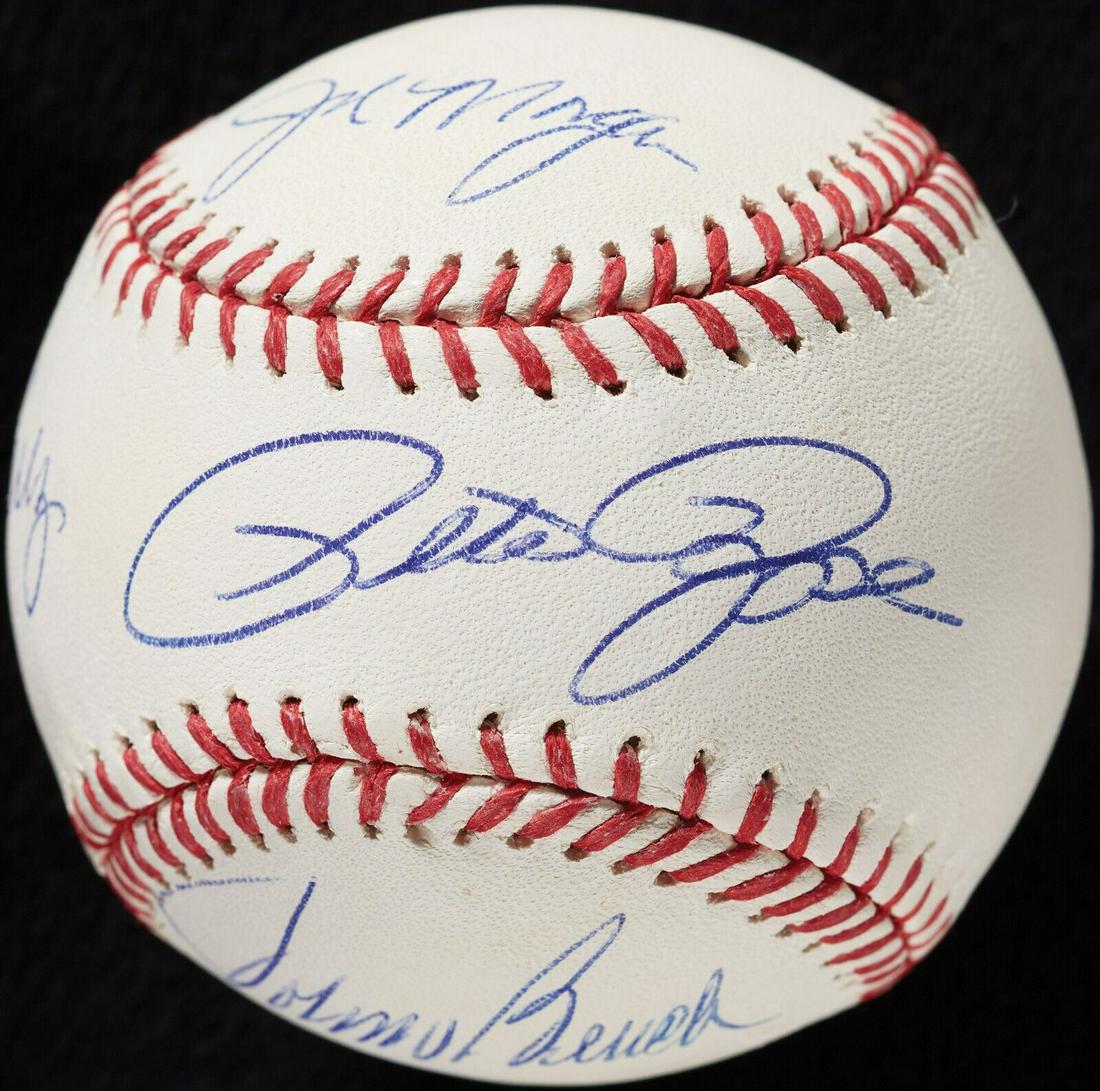 Joe Morgan
Pete Rose
Johnny Bench